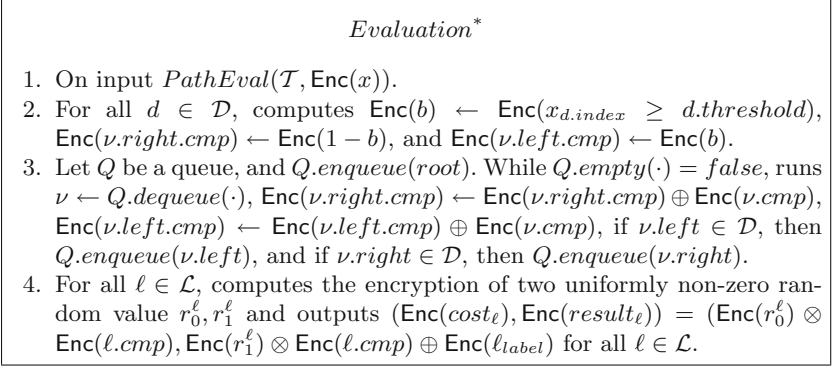 Evaluation*
1. On input PathEval(𝒯, Enc(x)).
2. For all d ∈ 𝒟, computes Enc(b) ← Enc(x_{d.index} ≥ d.threshold),
Enc(ν.right.cmp) ← Enc(1 − b), and Enc(ν.left.cmp) ← Enc(b).
3. Let Q be a queue, and Q.enqueue(root). While Q.empty(·) = false, runs
ν ← Q.dequeue(·), Enc(ν.right.cmp) ← Enc(ν.right.cmp) ⊕ Enc(ν.cmp),
Enc(ν.left.cmp) ← Enc(ν.left.cmp) ⊕ Enc(ν.cmp), if ν.left ∈ 𝒟, then
Q.enqueue(ν.left), and if ν.right ∈ 𝒟, then Q.enqueue(ν.right).
4. For all ℓ ∈ ℒ, computes the encryption of two uniformly non-zero ran-
dom value r_0^ℓ, r_1^ℓ and outputs (Enc(cost_ℓ), Enc(result_ℓ)) = (Enc(r_0^ℓ) ⊗
Enc(ℓ.cmp), Enc(r_1^ℓ) ⊗ Enc(ℓ.cmp) ⊕ Enc(ℓ_{label}) for all ℓ ∈ ℒ.